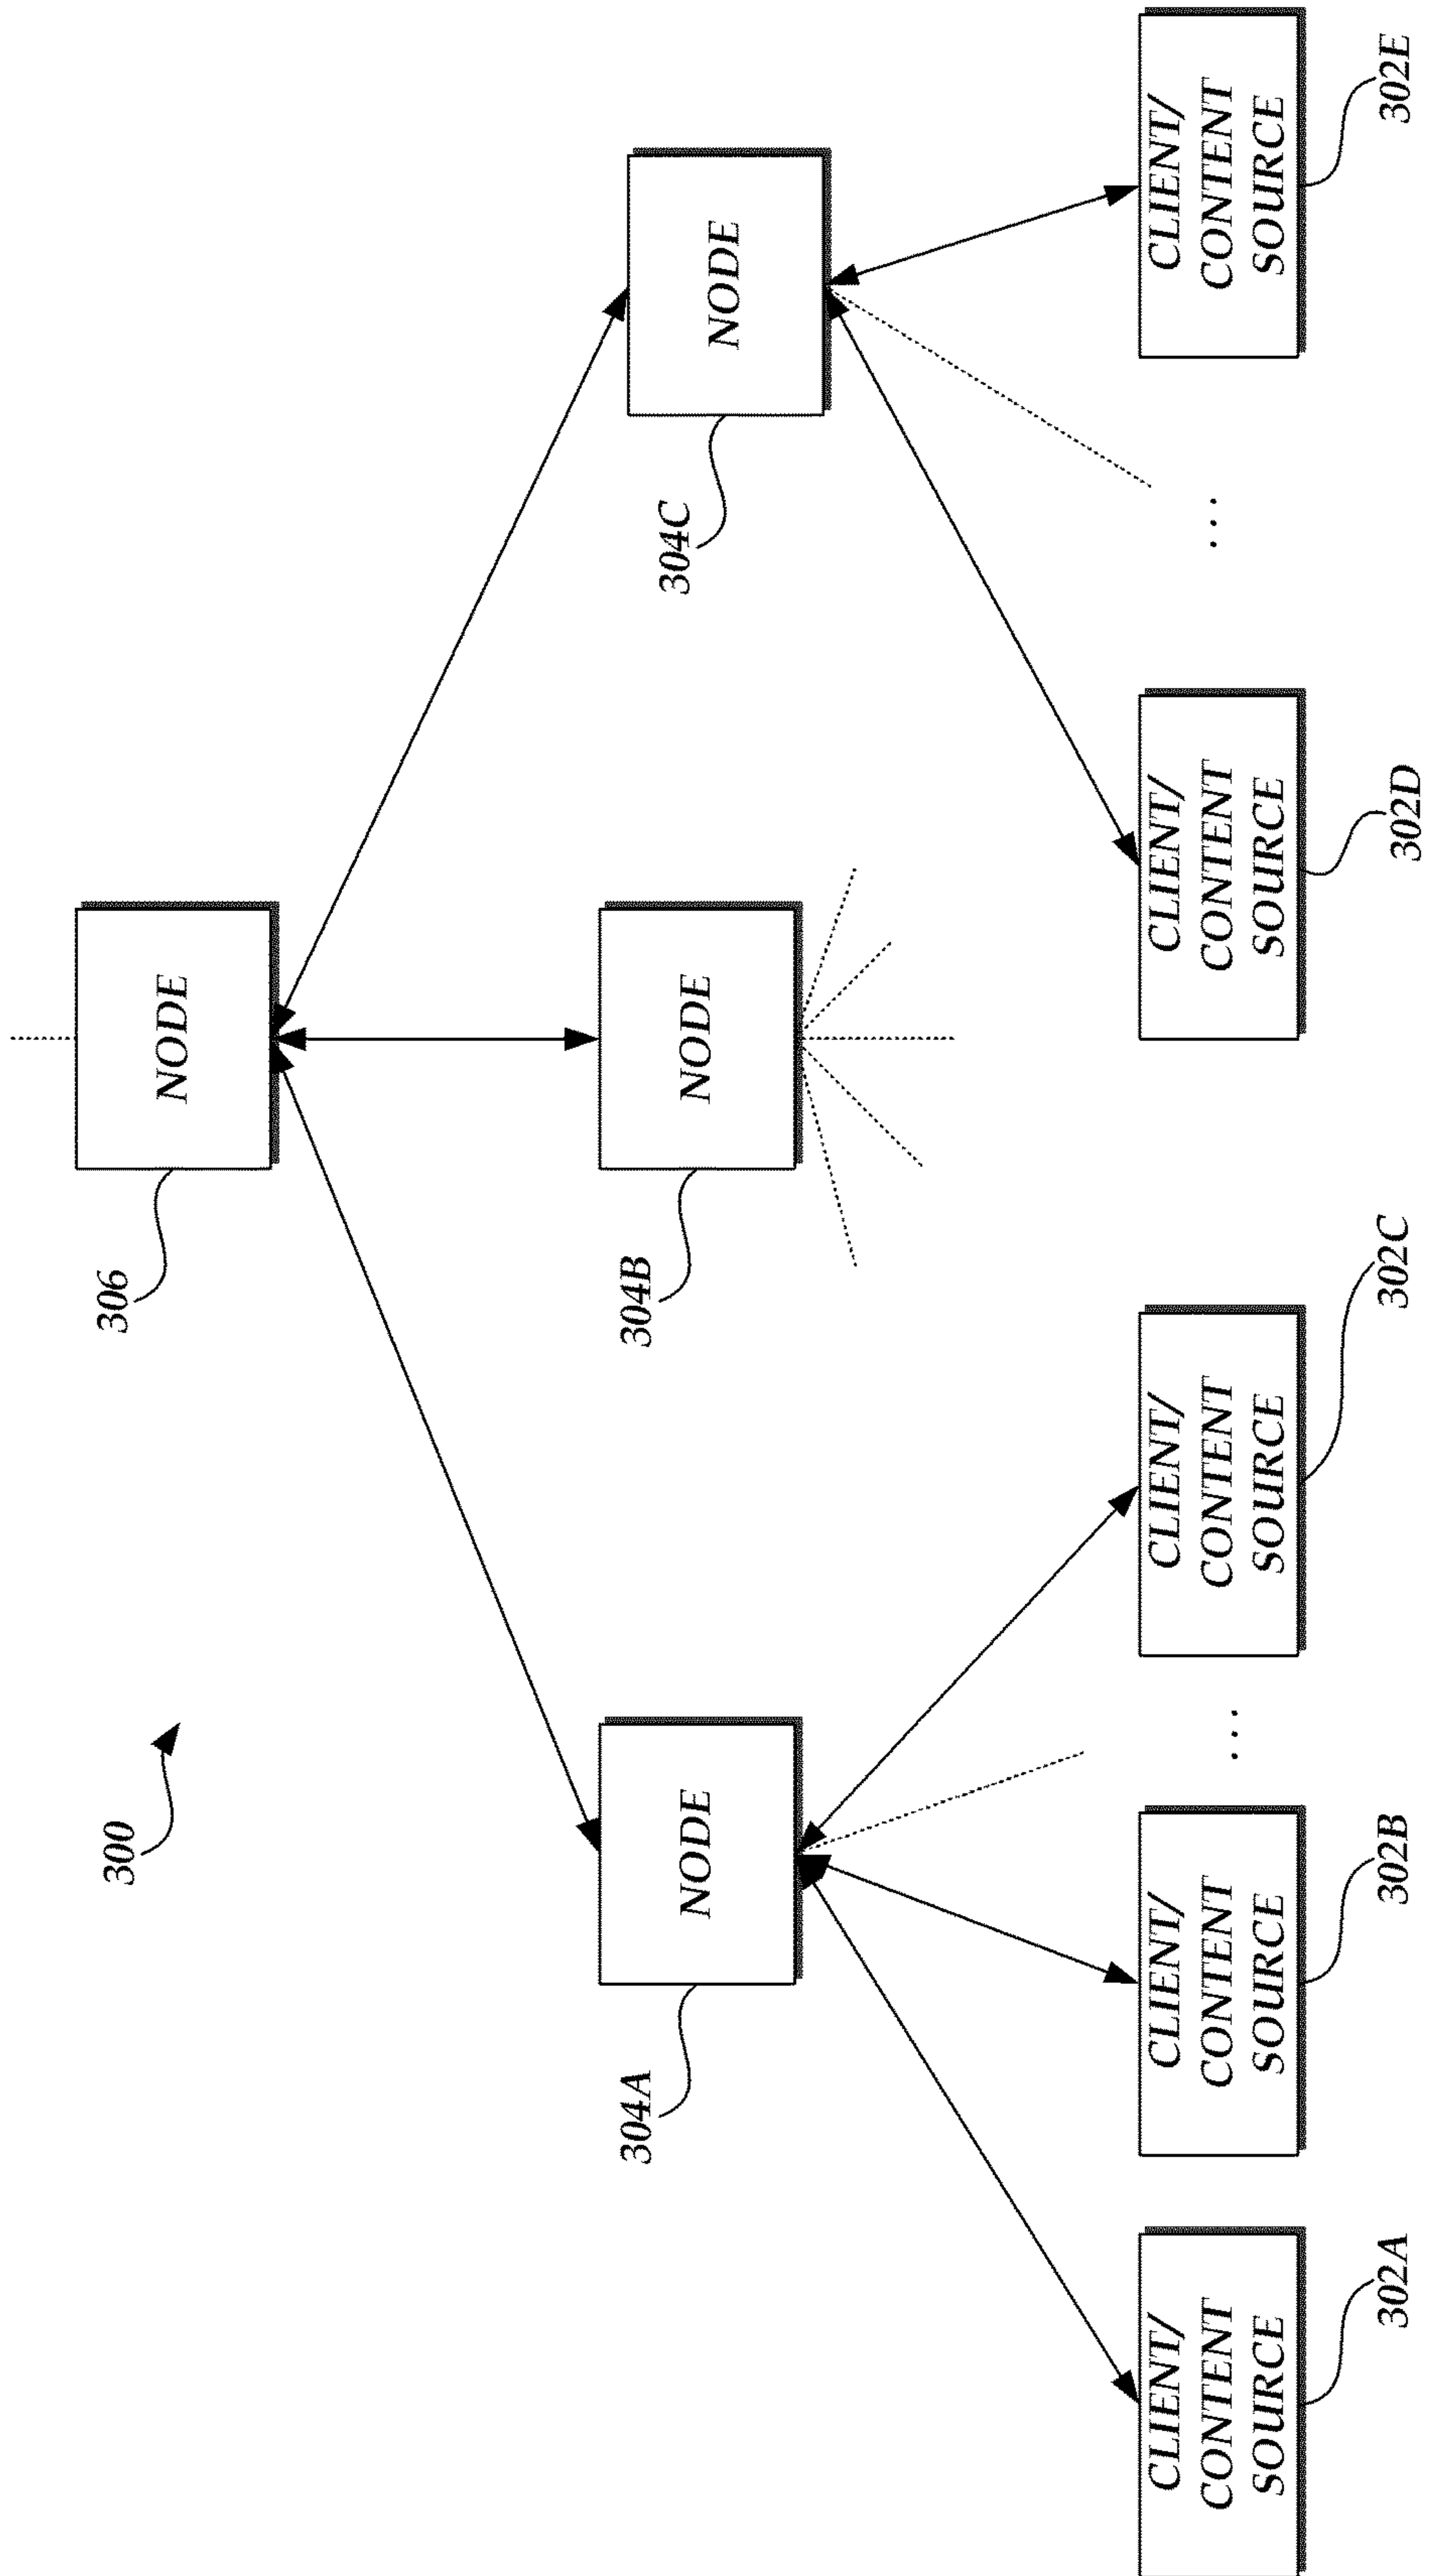 300
306
NODE
304A
NODE
304B
NODE
304C
NODE
CLIENT/
CONTENT
SOURCE
302A
CLIENT/
CONTENT
SOURCE
302B
...
CLIENT/
CONTENT
SOURCE
302C
CLIENT/
CONTENT
SOURCE
302D
...
CLIENT/
CONTENT
SOURCE
302E